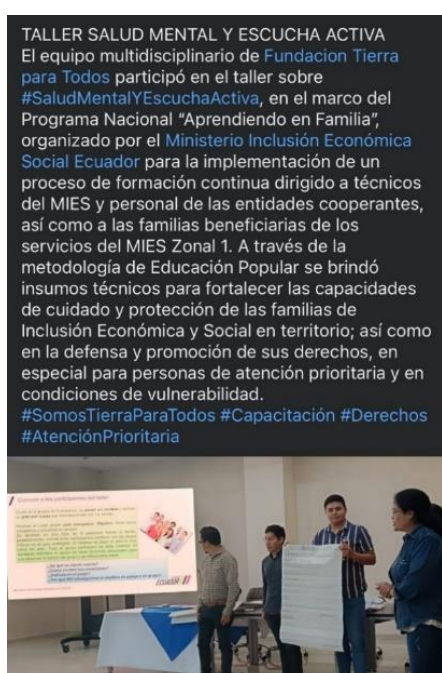 TALLER SALUD MENTAL Y ESCUCHA ACTIVA
El equipo multidisciplinario de Fundacion Tierra
para Todos participó en el taller sobre
#SaludMentalYEscuchaActiva, en el marco del
Programa Nacional “Aprendiendo en Familia”,
organizado por el Ministerio Inclusión Económica
Social Ecuador para la implementación de un
proceso de formación continua dirigido a técnicos
del MIES y personal de las entidades cooperantes,
así como a las familias beneficiarias de los
servicios del MIES Zonal 1. A través de la
metodología de Educación Popular se brindó
insumos técnicos para fortalecer las capacidades
de cuidado y protección de las familias de
Inclusión Económica y Social en territorio; así como
en la defensa y promoción de sus derechos, en
especial para personas de atención prioritaria y en
condiciones de vulnerabilidad.
#SomosTierraParaTodos #Capacitación #Derechos
#AtenciónPrioritaria
Conocer a los participantes del taller